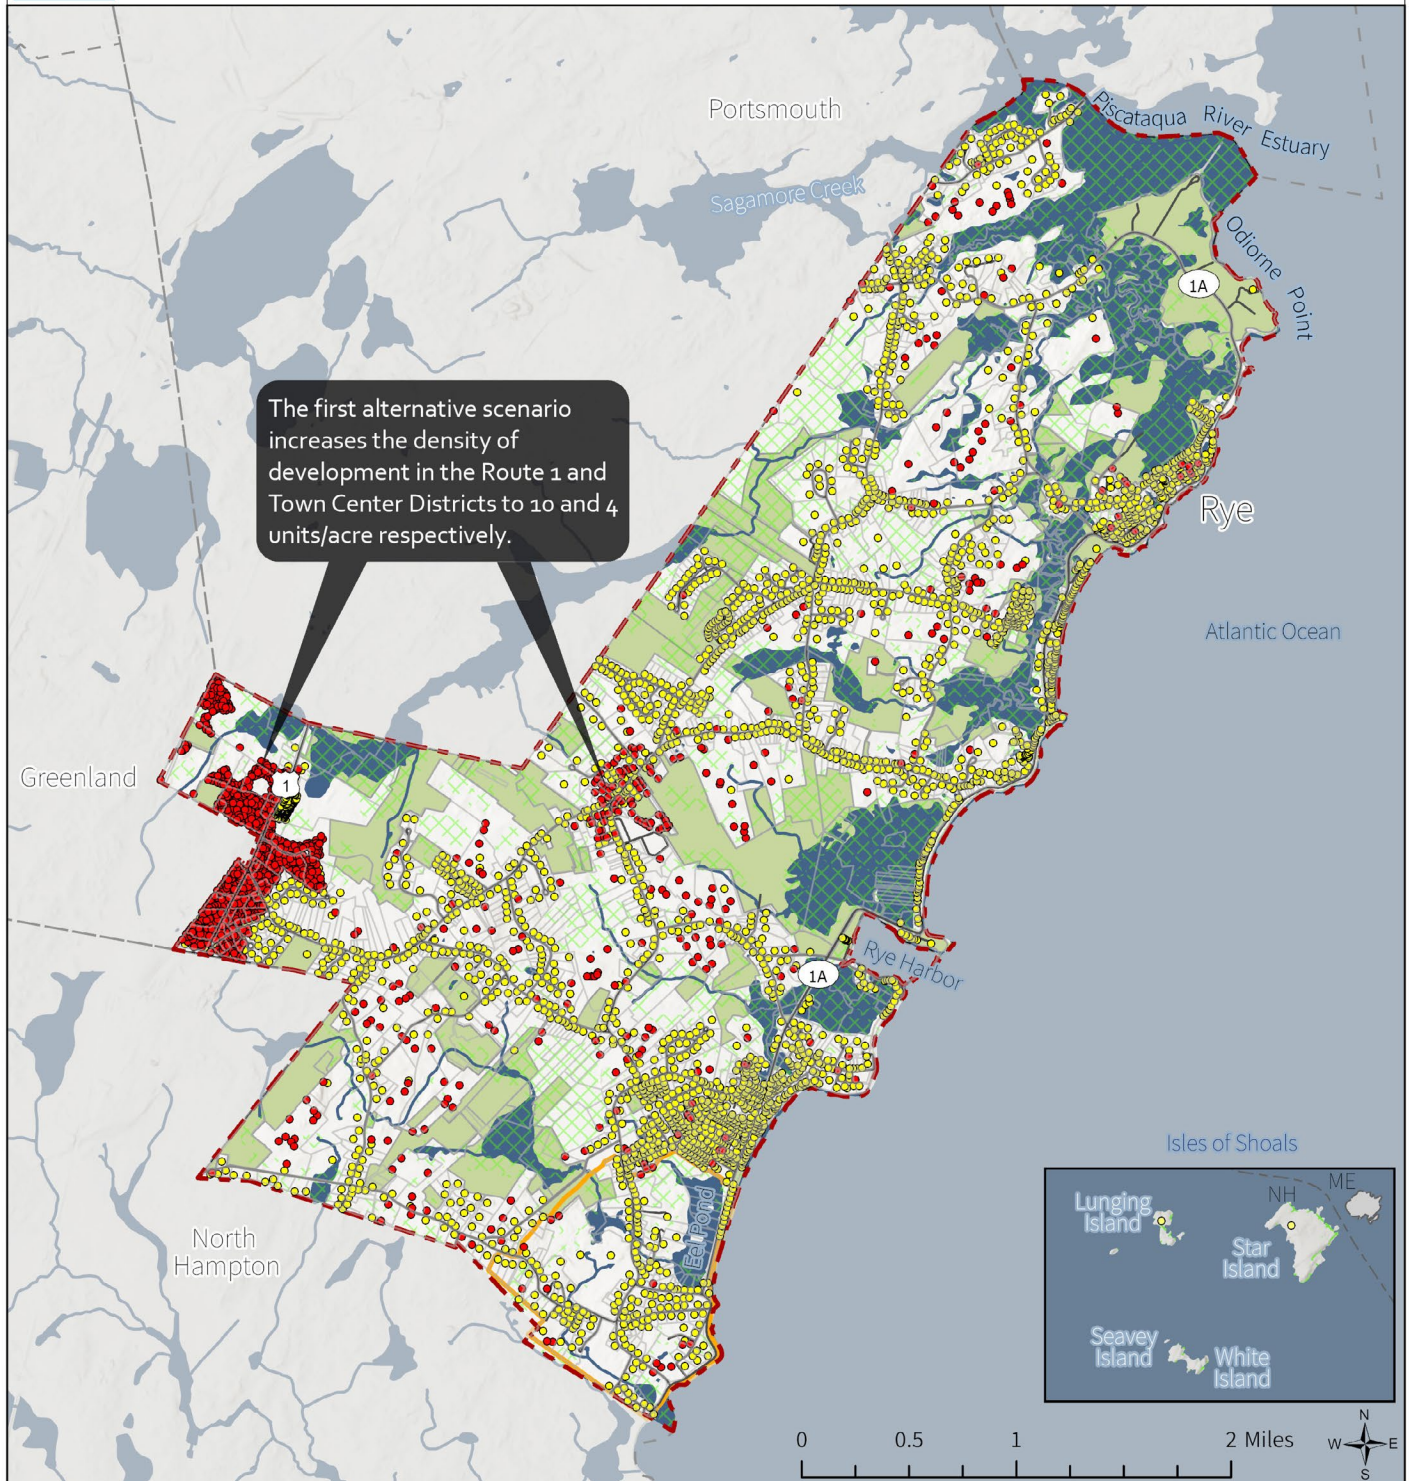 Portsmouth
Piscataqua River Estuary
Sagamore Creek
Odiorne Point
1A
The first alternative scenario
increases the density of
development in the Route 1 and
Town Center Districts to 10 and 4
units/acre respectively.
Rye
Atlantic Ocean
Greenland
1
Rye Harbor
1A
Isles of Shoals
NH
ME
Lunging
Island
Star
Island
Seavey
Island
White
Island
Eel Pond
North
Hampton
0 0.5 1 2 Miles
N
W E
S